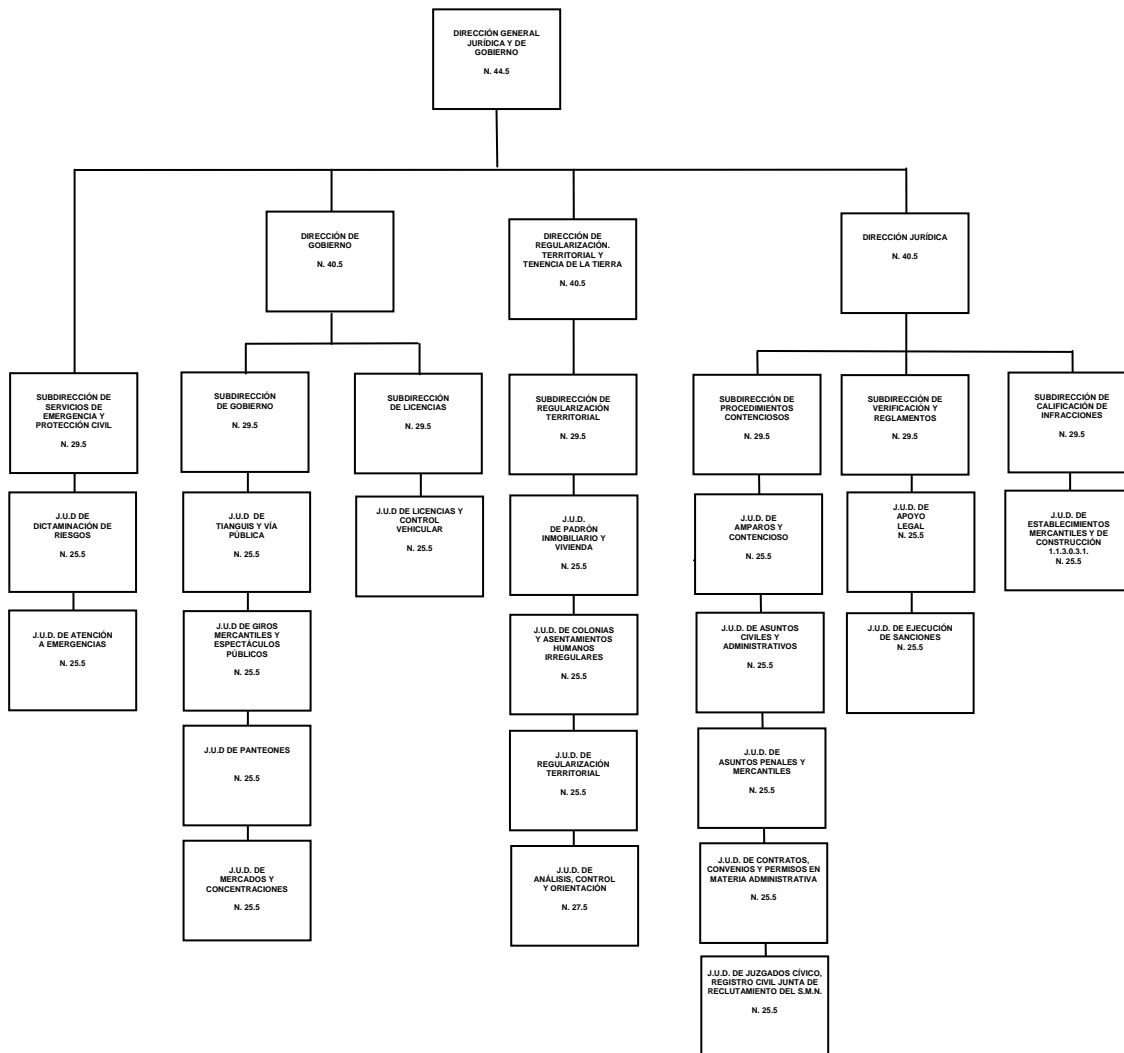 DIRECCIÓN GENERAL
JURÍDICA Y DE
GOBIERNO
N. 44.5
DIRECCIÓN DE
GOBIERNO
N. 40.5
DIRECCIÓN DE
REGULARIZACIÓN.
TERRITORIAL Y
TENENCIA DE LA TIERRA
N. 40.5
DIRECCIÓN JURÍDICA
N. 40.5
SUBDIRECCIÓN DE
SERVICIOS DE
EMERGENCIA Y
PROTECCIÓN CIVIL
N. 29.5
SUBDIRECCIÓN
DE GOBIERNO
N. 29.5
SUBDIRECCIÓN
DE LICENCIAS
N. 29.5
SUBDIRECCIÓN DE
REGULARIZACIÓN
TERRITORIAL
N. 29.5
SUBDIRECCIÓN DE
PROCEDIMIENTOS
CONTENCIOSOS
N. 29.5
SUBDIRECCIÓN DE
VERIFICACIÓN Y
REGLAMENTOS
N. 29.5
SUBDIRECCIÓN DE
CALIFICACIÓN DE
INFRACCIONES
N. 29.5
J.U.D DE
DICTAMINACIÓN DE
RIESGOS
N. 25.5
J.U.D DE
TIANGUIS Y VÍA
PÚBLICA
N. 25.5
J.U.D DE LICENCIAS Y
CONTROL
VEHICULAR
N. 25.5
J.U.D.
DE PADRÓN
INMOBILIARIO Y
VIVIENDA
N. 25.5
J.U.D. DE
AMPAROS Y
CONTENCIOSO
N. 25.5
J.U.D. DE
APOYO
LEGAL
N. 25.5
J.U.D. DE
ESTABLECIMIENTOS
MERCANTILES Y DE
CONSTRUCCIÓN
1.1.3.0.3.1.
N. 25.5
J.U.D. DE ATENCIÓN
A EMERGENCIAS
N. 25.5
J.U.D DE GIROS
MERCANTILES Y
ESPECTÁCULOS
PÚBLICOS
N. 25.5
J.U.D. DE COLONIAS
Y ASENTAMIENTOS
HUMANOS
IRREGULARES
N. 25.5
J.U.D. DE ASUNTOS
CIVILES Y
ADMINISTRATIVOS
N. 25.5
J.U.D. DE EJECUCIÓN
DE SANCIONES
N. 25.5
J.U.D DE PANTEONES
N. 25.5
J.U.D. DE
REGULARIZACIÓN
TERRITORIAL
N. 25.5
J.U.D. DE
ASUNTOS PENALES Y
MERCANTILES
N. 25.5
J.U.D. DE
MERCADOS Y
CONCENTRACIONES
N. 25.5
J.U.D. DE
ANÁLISIS, CONTROL
Y ORIENTACIÓN
N. 27.5
J.U.D. DE CONTRATOS,
CONVENIOS Y PERMISOS EN
MATERIA ADMINISTRATIVA
N. 25.5
J.U.D. DE JUZGADOS CÍVICO,
REGISTRO CIVIL JUNTA DE
RECLUTAMIENTO DEL S.M.N.
N. 25.5